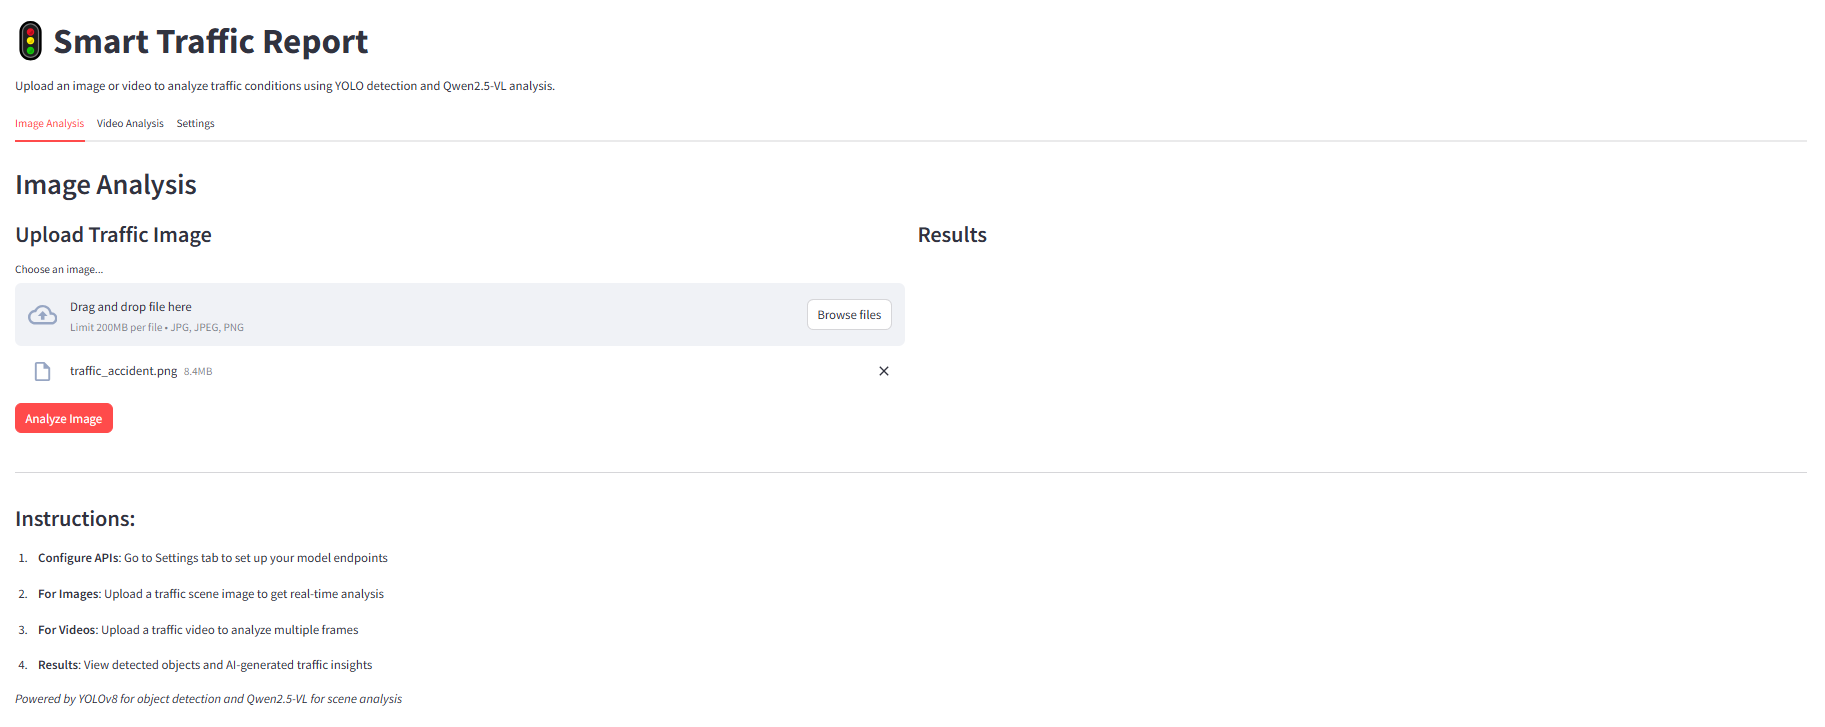 Smart Traffic Report
Upload an image or video to analyze traffic conditions using YOLO detection and Qwen2.5-VL analysis.
Image Analysis Video Analysis Settings
Image Analysis
Upload Traffic Image
Results
Choose an image...
Drag and drop file here
Limit 200MB per file • JPG, JPEG, PNG
Browse files
traffic_accident.png 8.4MB
Analyze Image
Instructions:
1. Configure APIs: Go to Settings tab to set up your model endpoints
2. For Images: Upload a traffic scene image to get real-time analysis
3. For Videos: Upload a traffic video to analyze multiple frames
4. Results: View detected objects and AI-generated traffic insights
Powered by YOLOv8 for object detection and Qwen2.5-VL for scene analysis